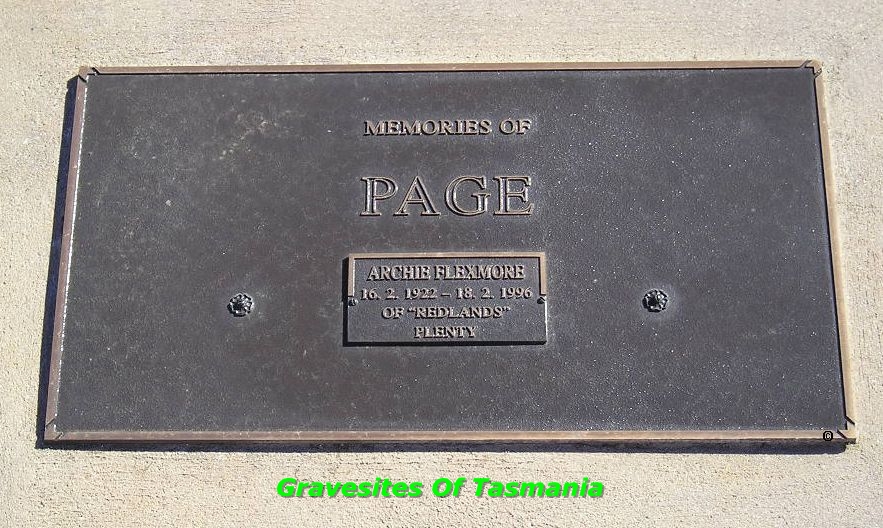 MEMORIES OF
PAGE
ARCHIE FLEXMORE
16. 2. 1922 – 18. 2. 1996
OF "REDLANDS"
PLENTY
©
Gravesites Of Tasmania